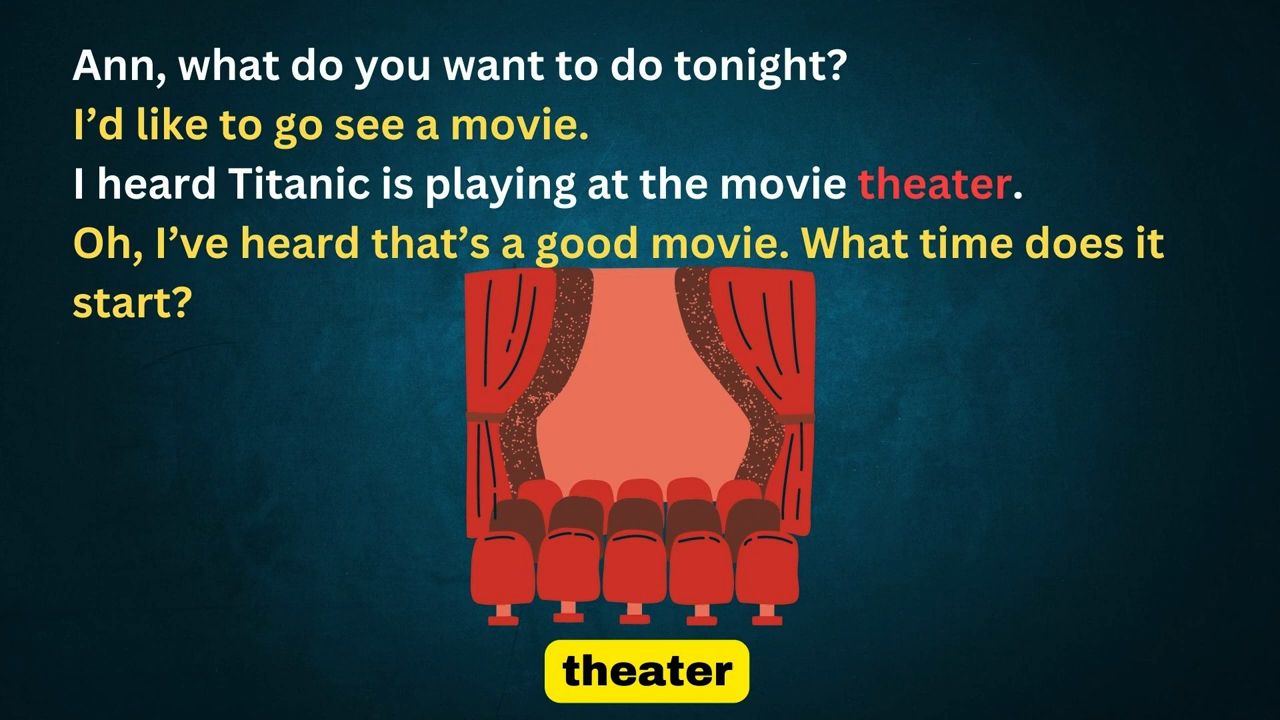 Ann, what do you want to do tonight?
I’d like to go see a movie.
I heard Titanic is playing at the movie theater.
Oh, I’ve heard that’s a good movie. What time does it
start?
theater